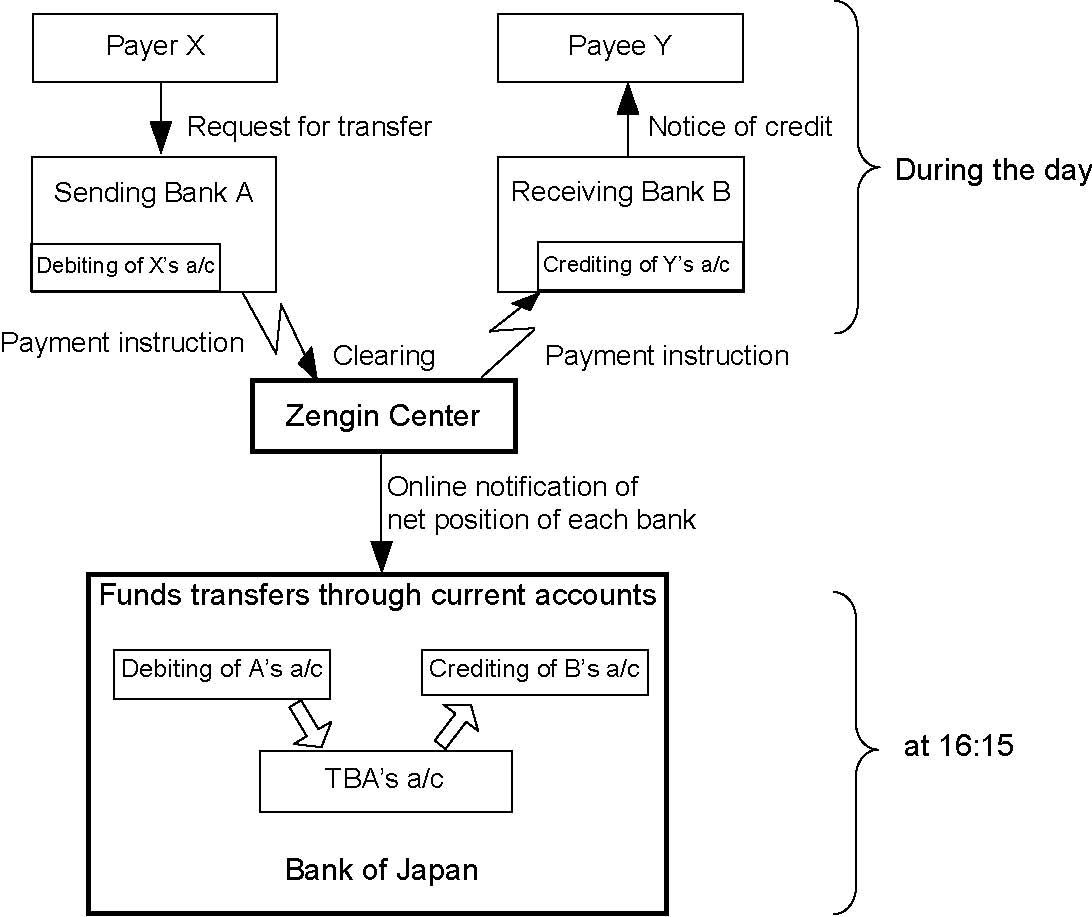 Payer X
Payee Y
Request for transfer
Notice of credit
During the day
Sending Bank A
Receiving Bank B
Debiting of X's a/c
Crediting of Y's a/c
Payment instruction
Clearing
Payment instruction
Zengin Center
Online notification of
net position of each bank
Funds transfers through current accounts
Debiting of A's a/c
Crediting of B's a/c
at 16:15
TBA's a/c
Bank of Japan